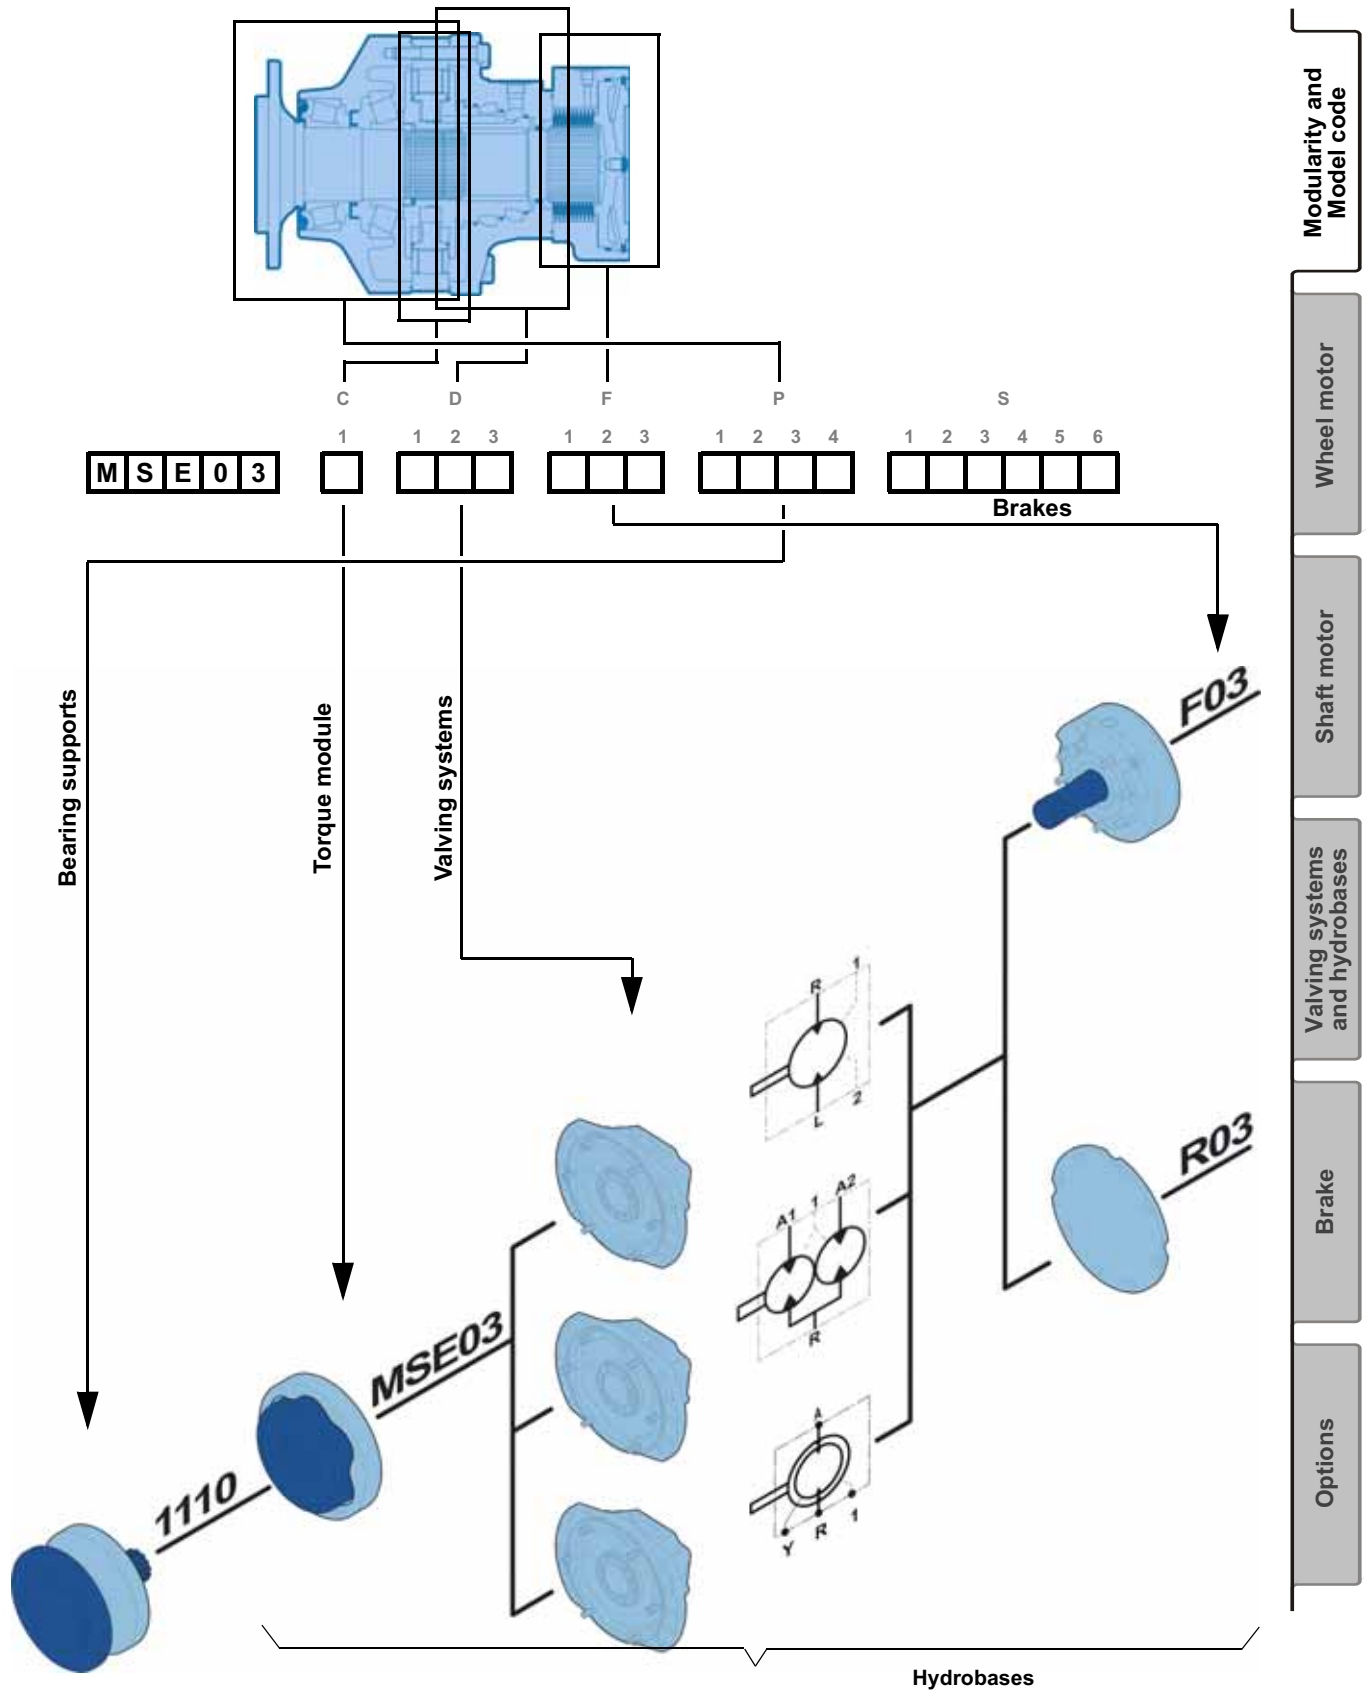 Modularity and
Model code
Wheel motor
Shaft motor
Valving systems
and hydrobases
Brake
Options
C D F P S
1 1 2 3 1 2 3 1 2 3 4 1 2 3 4 5 6
M S E 0 3
Brakes
Bearing supports
Torque module
Valving systems
F03
R 1
L 2
R03
A1 1 A2
R
MSE03
A
Y R 1
1110
Hydrobases